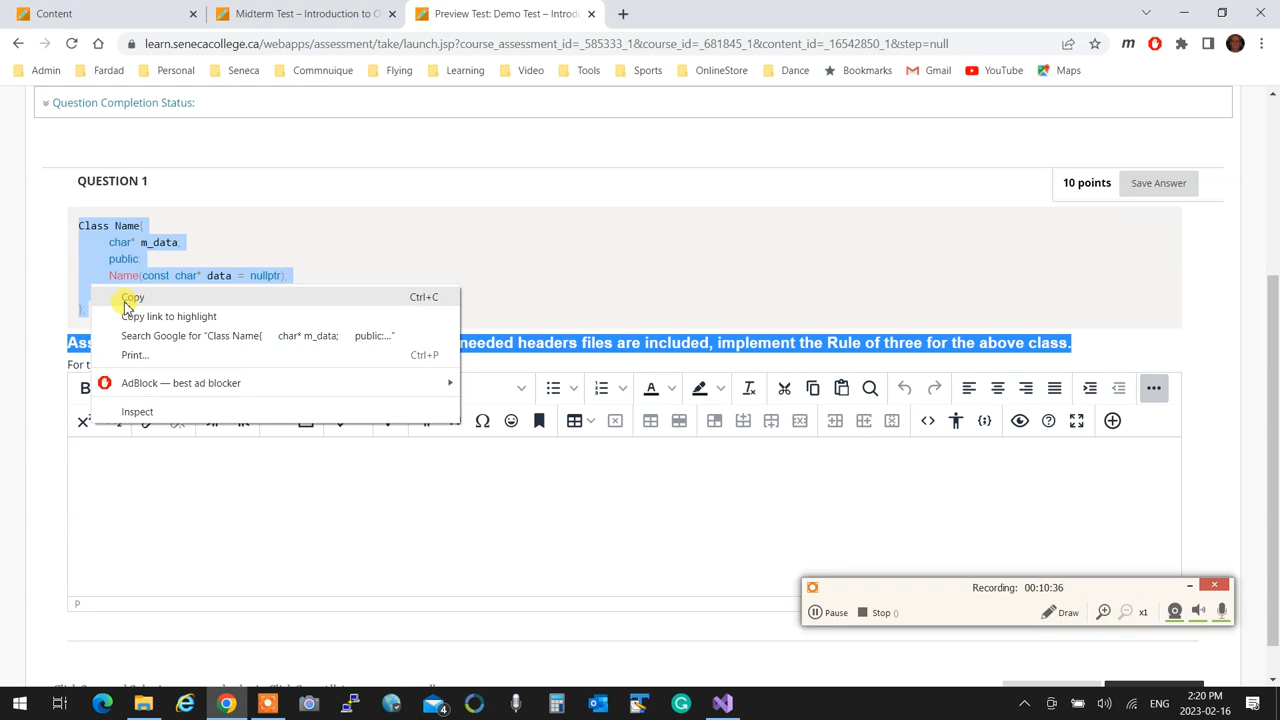 Content
Midterm Test – Introduction to O
Preview Test: Demo Test – Introdu
learn.senecacollege.ca/webapps/assessment/take/launch.jsp?course_assessment_id=_585333_1&course_id=_681845_1&content_id=_16542850_1&step=null
Admin Fardad Personal Seneca Commnuique Flying Learning Video Tools Sports OnlineStore Dance Bookmarks Gmail YouTube Maps
Question Completion Status:
QUESTION 1
10 points Save Answer
Class Name{
char* m_data;
public:
Name(const char* data = nullptr);
};
Copy Ctrl+C
Copy link to highlight
Search Google for “Class Name{ char* m_data; public:...”
Print... Ctrl+P
AdBlock — best ad blocker
Inspect
Ass needed headers files are included, implement the Rule of three for the above class.
For t
B
P
Recording: 00:10:36
Pause Stop () Draw x1
4
ENG
2:20 PM
2023-02-16